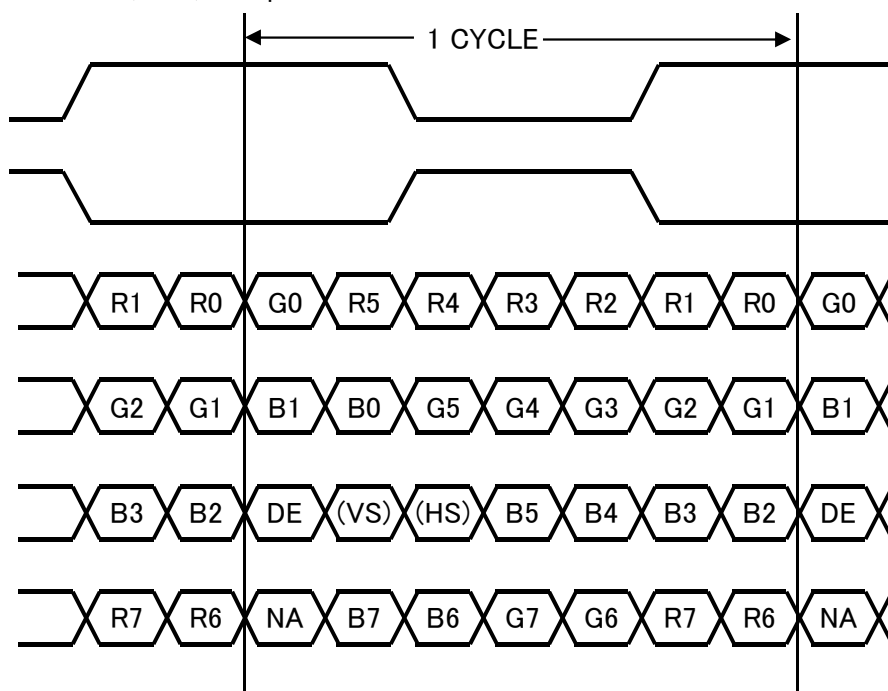 1 CYCLE
R1 R0 G0 R5 R4 R3 R2 R1 R0 G0
G2 G1 B1 B0 G5 G4 G3 G2 G1 B1
B3 B2 DE (VS) (HS) B5 B4 B3 B2 DE
R7 R6 NA B7 B6 G7 G6 R7 R6 NA